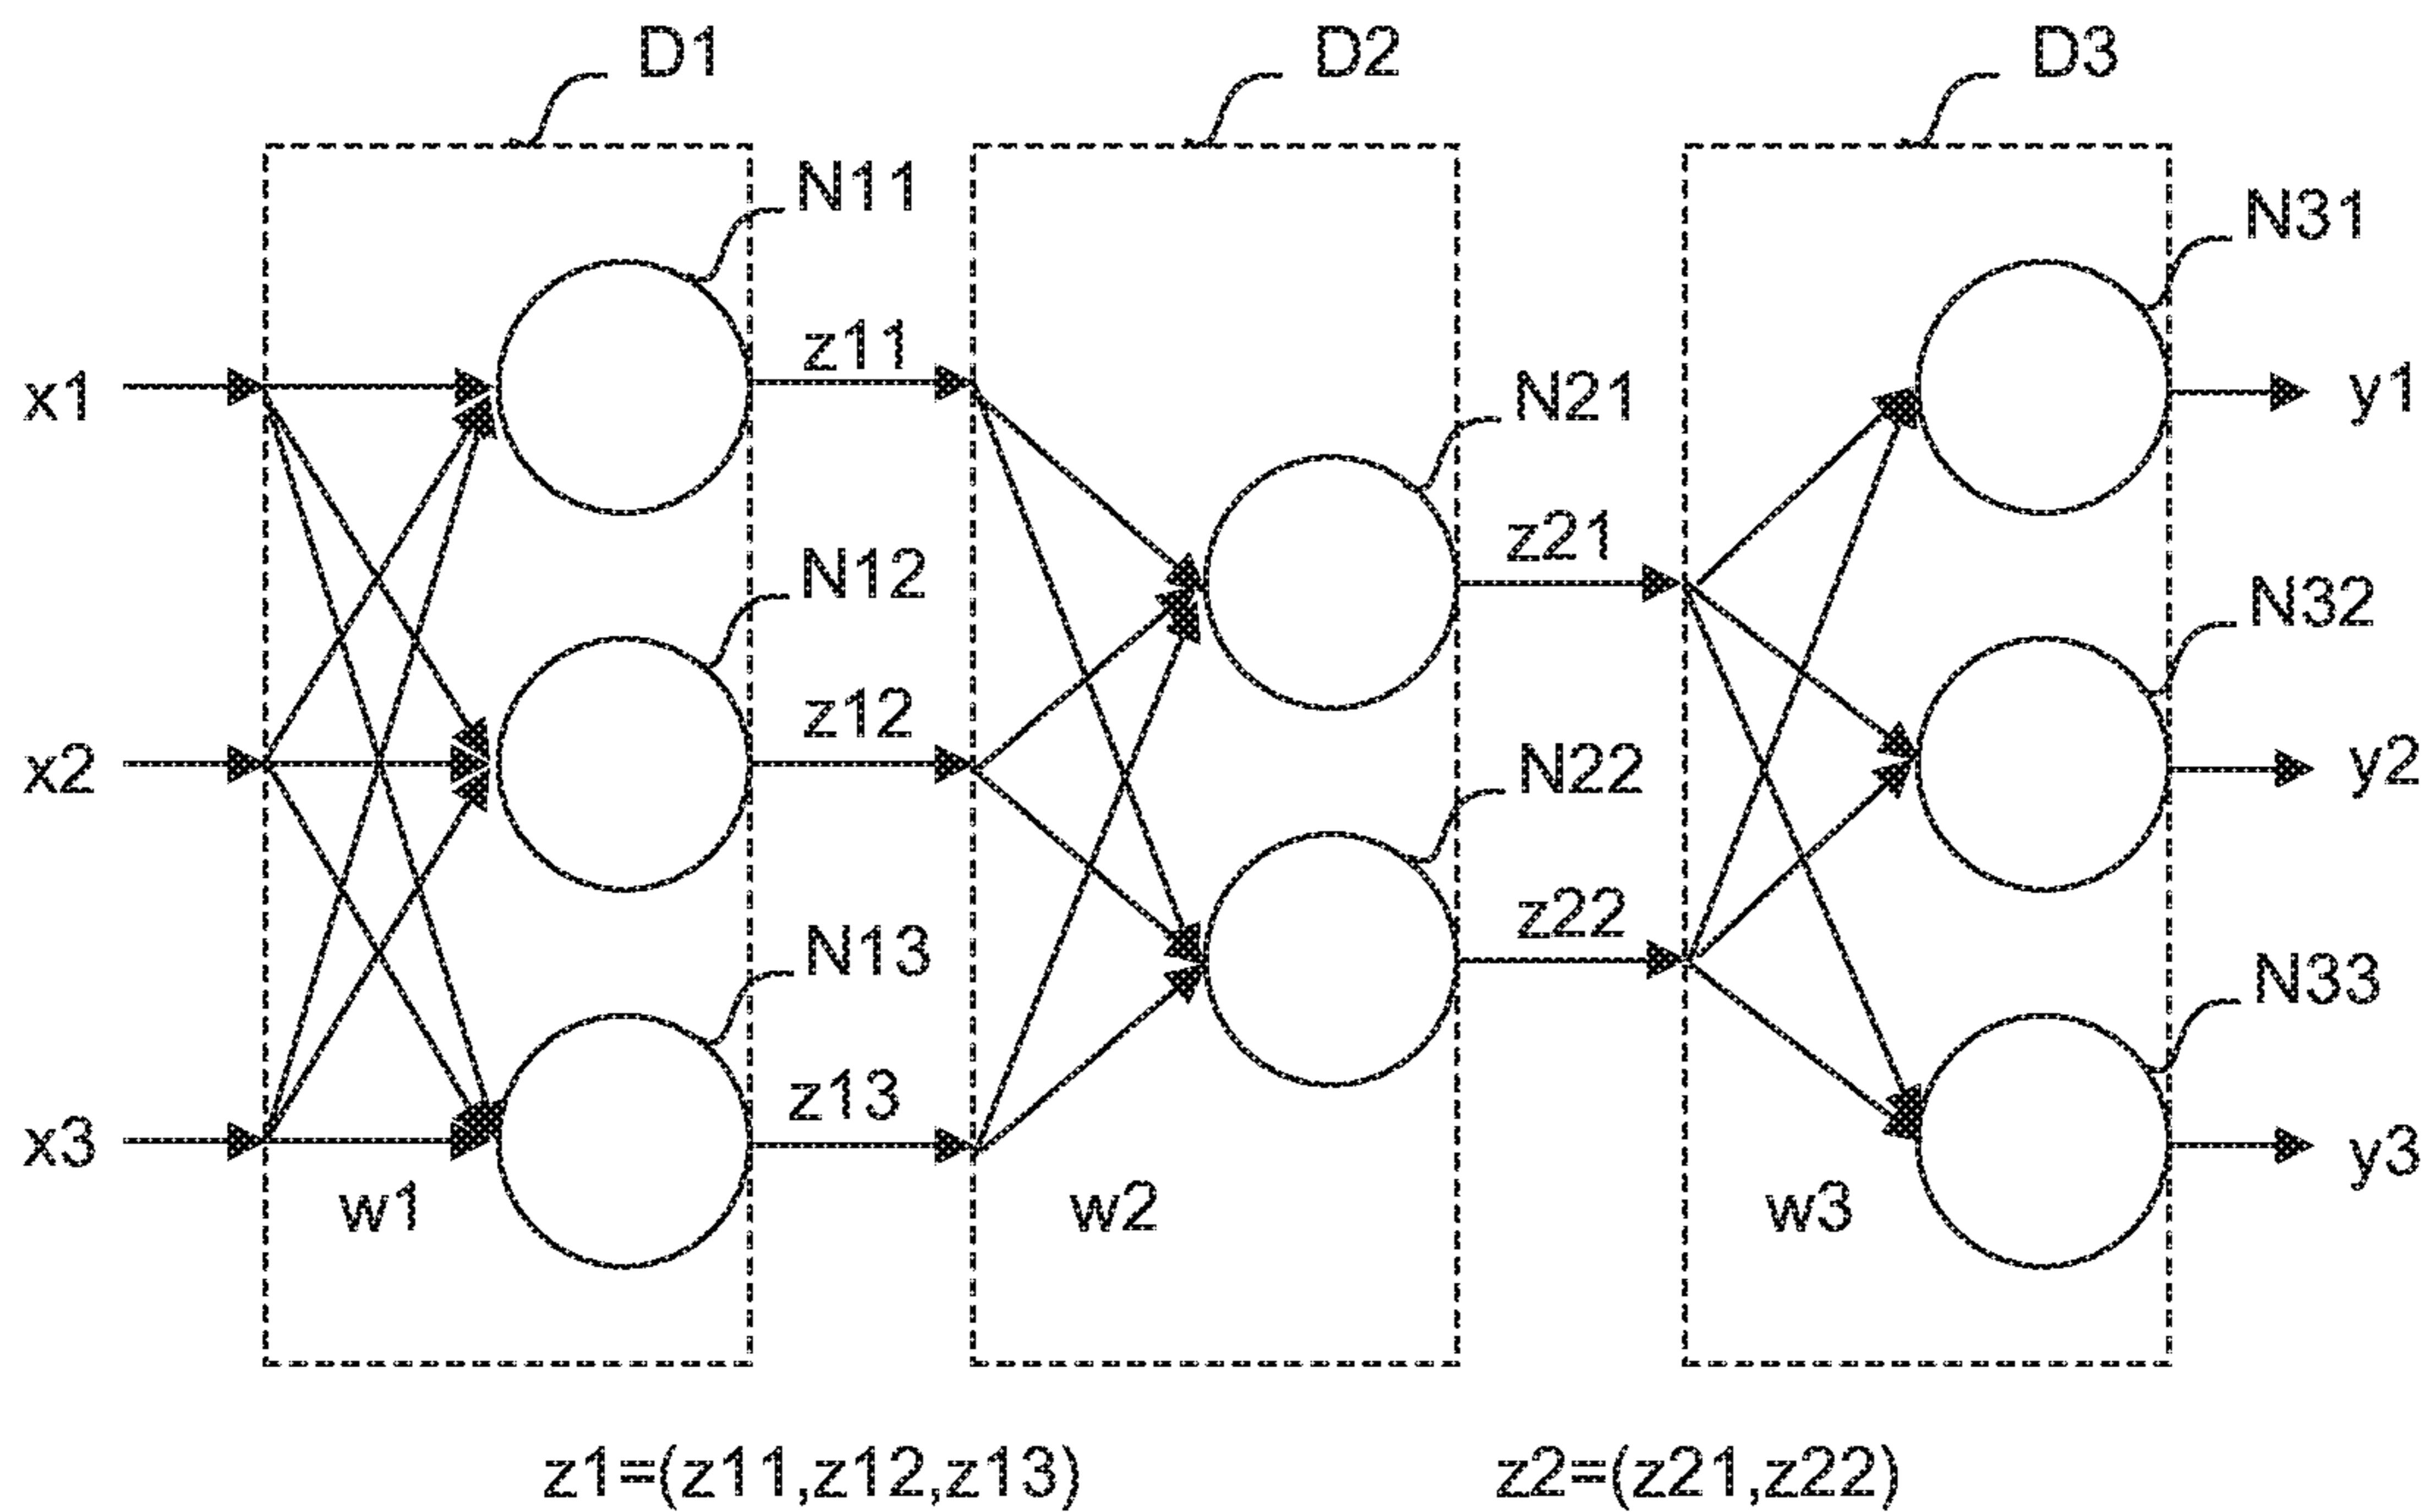 D1
D2
D3
N11
N31
z11
x1
N21
y1
z21
N12
N32
z12
x2
N22
y2
z22
N13
N33
z13
x3
y3
w1
w2
w3
z1=(z11,z12,z13)
z2=(z21,z22)